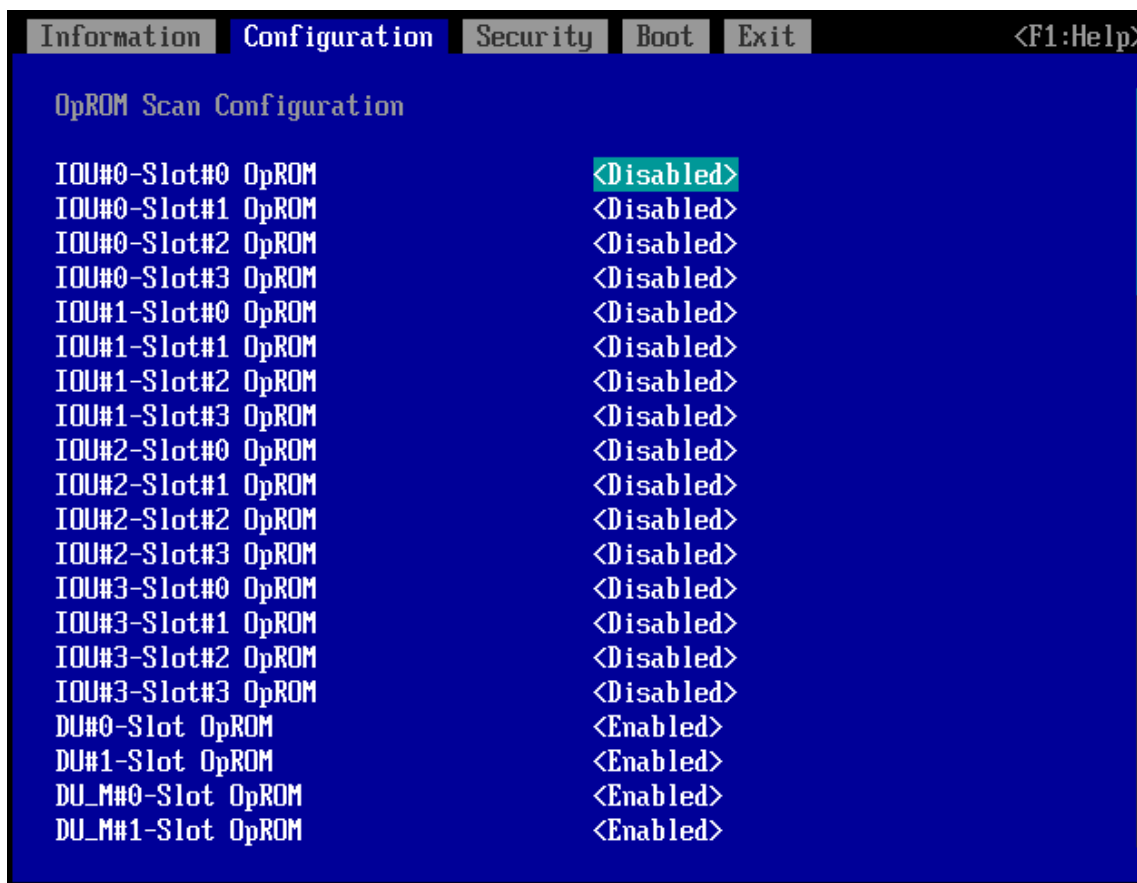 Information Configuration Security Boot Exit <F1:Help>
OpROM Scan Configuration
IOU#0-Slot#0 OpROM <Disabled>
IOU#0-Slot#1 OpROM <Disabled>
IOU#0-Slot#2 OpROM <Disabled>
IOU#0-Slot#3 OpROM <Disabled>
IOU#1-Slot#0 OpROM <Disabled>
IOU#1-Slot#1 OpROM <Disabled>
IOU#1-Slot#2 OpROM <Disabled>
IOU#1-Slot#3 OpROM <Disabled>
IOU#2-Slot#0 OpROM <Disabled>
IOU#2-Slot#1 OpROM <Disabled>
IOU#2-Slot#2 OpROM <Disabled>
IOU#2-Slot#3 OpROM <Disabled>
IOU#3-Slot#0 OpROM <Disabled>
IOU#3-Slot#1 OpROM <Disabled>
IOU#3-Slot#2 OpROM <Disabled>
IOU#3-Slot#3 OpROM <Disabled>
DU#0-Slot OpROM <Enabled>
DU#1-Slot OpROM <Enabled>
DU_M#0-Slot OpROM <Enabled>
DU_M#1-Slot OpROM <Enabled>